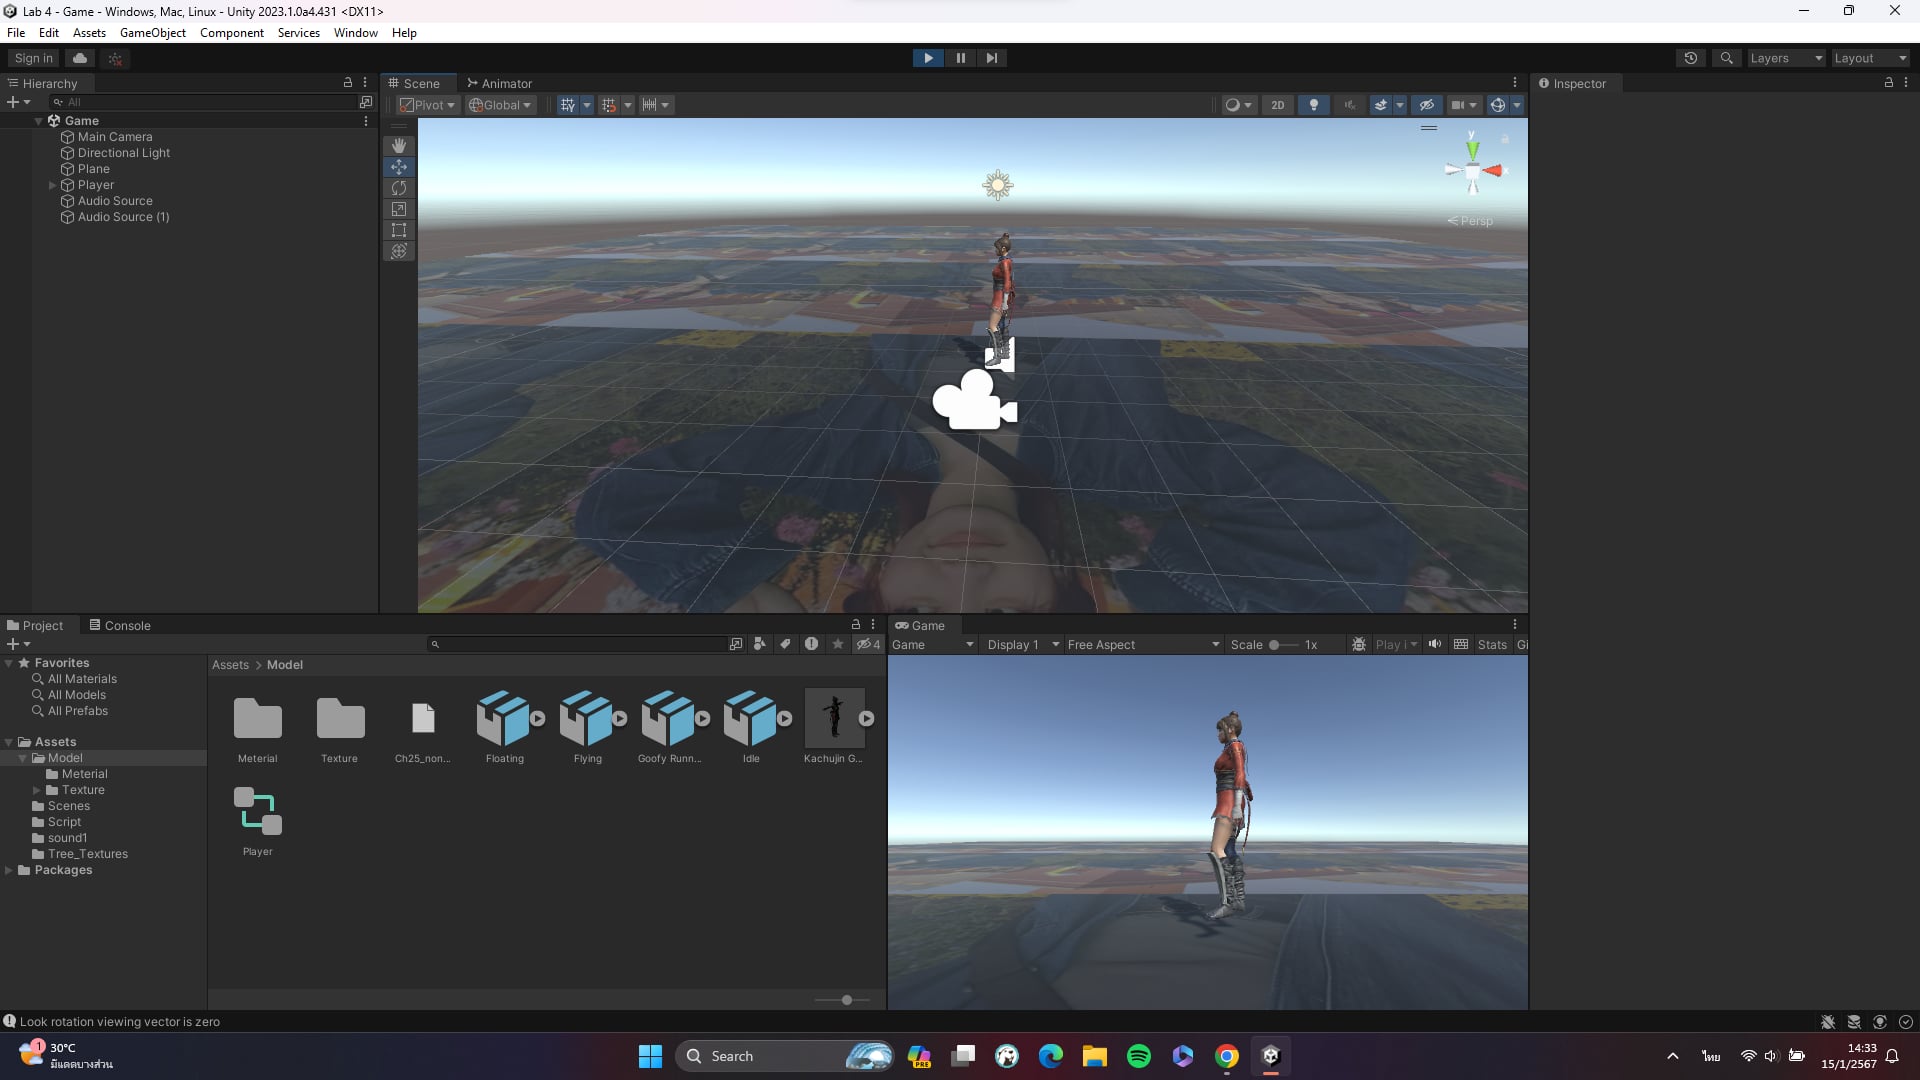 Lab 4 - Game - Windows, Mac, Linux - Unity 2023.1.0a4.431 <DX11>
File Edit Assets GameObject Component Services Window Help
Sign in
Layers
Layout
Hierarchy
All
Game
Main Camera
Directional Light
Plane
Player
Audio Source
Audio Source (1)
Scene
Animator
Pivot
Global
2D
y
x
Persp
Inspector
Project
Console
4
Favorites
All Materials
All Models
All Prefabs
Assets
Model
Meterial
Texture
Scenes
Script
sound1
Tree_Textures
Packages
Assets > Model
Meterial
Texture
Ch25_non...
Floating
Flying
Goofy Runn...
Idle
Kachujin G...
Player
Game
Game
Display 1
Free Aspect
Scale
1x
Play i
Stats
Gi
Look rotation viewing vector is zero
1
30°C
มีแดดบางส่วน
Search
PRE
ไทย
14:33
15/1/2567